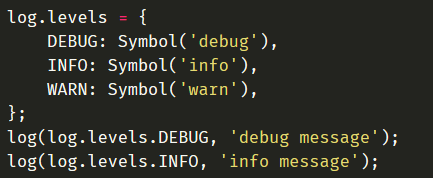 log.levels = {
    DEBUG: Symbol('debug'),
    INFO: Symbol('info'),
    WARN: Symbol('warn'),
};
log(log.levels.DEBUG, 'debug message');
log(log.levels.INFO, 'info message');